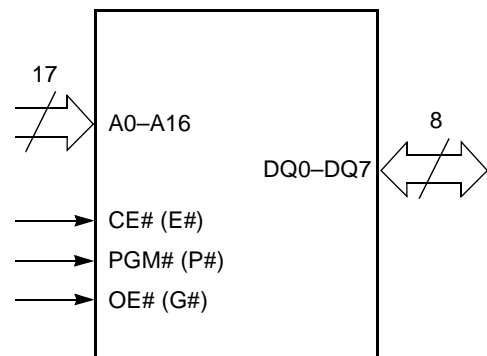 17
A0–A16
8
DQ0–DQ7
CE# (E#)
PGM# (P#)
OE# (G#)